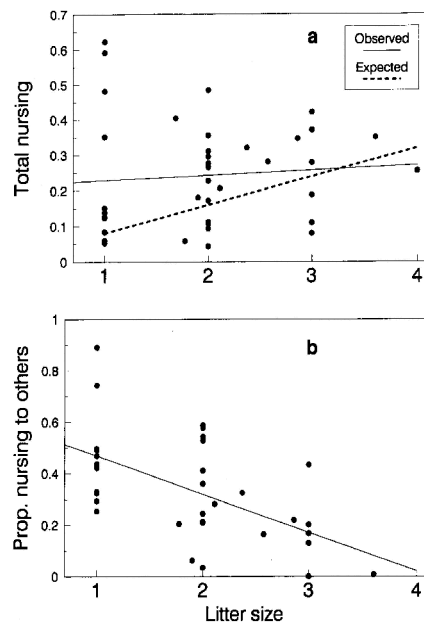 0.7
0.6
0.5
0.4
0.3
0.2
0.1
0
Total nursing
a
Observed
Expected
1 2 3 4
1
0.8
0.6
0.4
0.2
0
Prop. nursing to others
b
1 2 3 4
Litter size